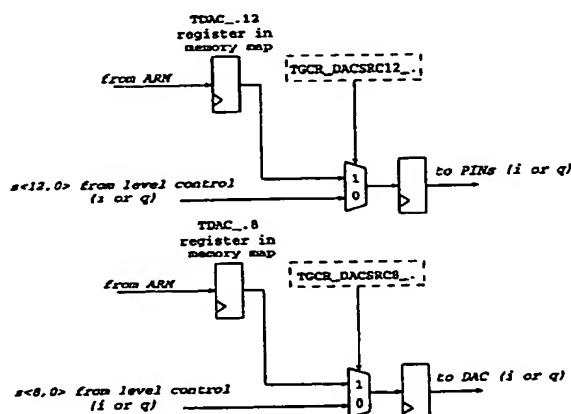 TDAC_.12
register in
memory map
from ARM
TGCR_DACSRC12_.
s<12,0> from level control
(i or q)
1
0
to PINs (i or q)
TDAC_.8
register in
memory map
from ARM
TGCR_DACSRC8_.
s<8,0> from level control
(i or q)
1
0
to DAC (i or q)